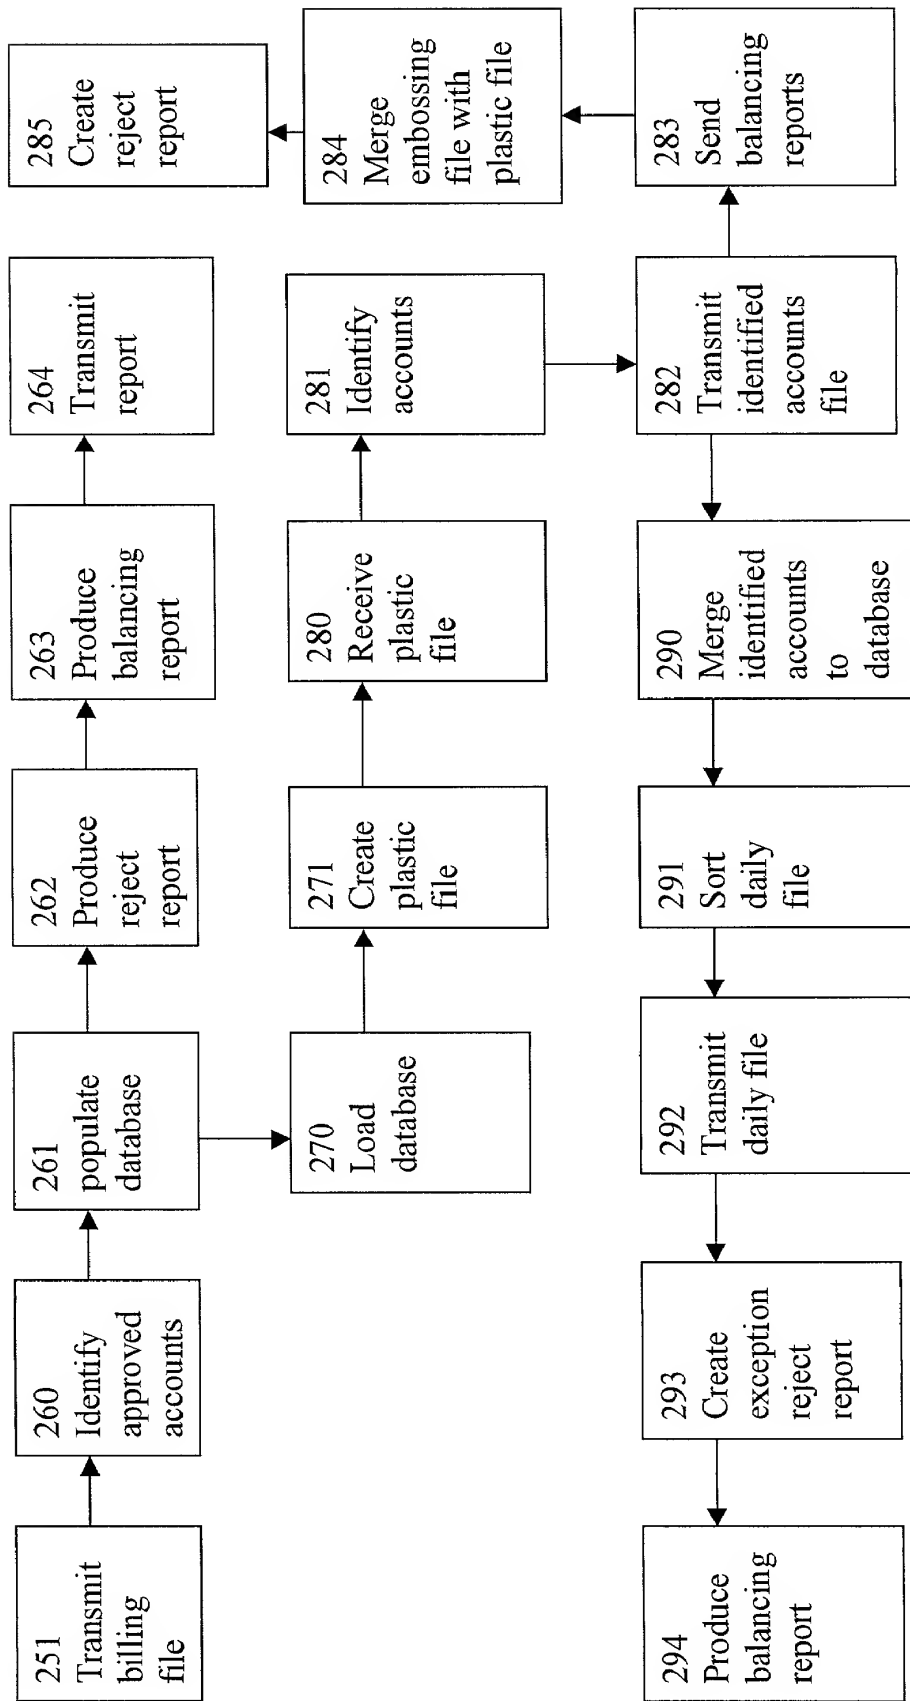 251
Transmit
billing
file
260
Identify
approved
accounts
261
populate
database
262
Produce
reject
report
263
Produce
balancing
report
264
Transmit
report
270
Load
database
271
Create
plastic
file
280
Receive
plastic
file
281
Identify
accounts
282
Transmit
identified
accounts
file
283
Send
balancing
reports
284
Merge
embossing
file with
plastic file
285
Create
reject
report
290
Merge
identified
accounts
to
database
291
Sort
daily
file
292
Transmit
daily file
293
Create
exception
reject
report
294
Produce
balancing
report